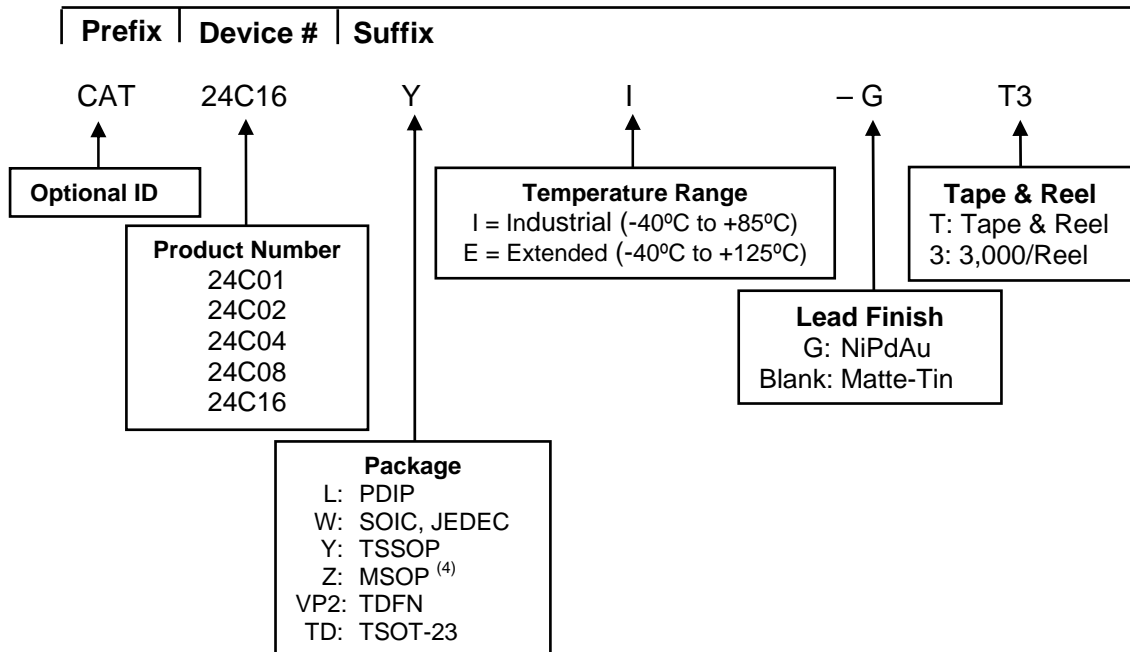 Prefix Device # Suffix
CAT 24C16 Y I – G T3
Optional ID
Product Number
24C01
24C02
24C04
24C08
24C16
Package
L: PDIP
W: SOIC, JEDEC
Y: TSSOP
Z: MSOP (4)
VP2: TDFN
TD: TSOT-23
Temperature Range
I = Industrial (-40ºC to +85ºC)
E = Extended (-40ºC to +125ºC)
Lead Finish
G: NiPdAu
Blank: Matte-Tin
Tape & Reel
T: Tape & Reel
3: 3,000/Reel